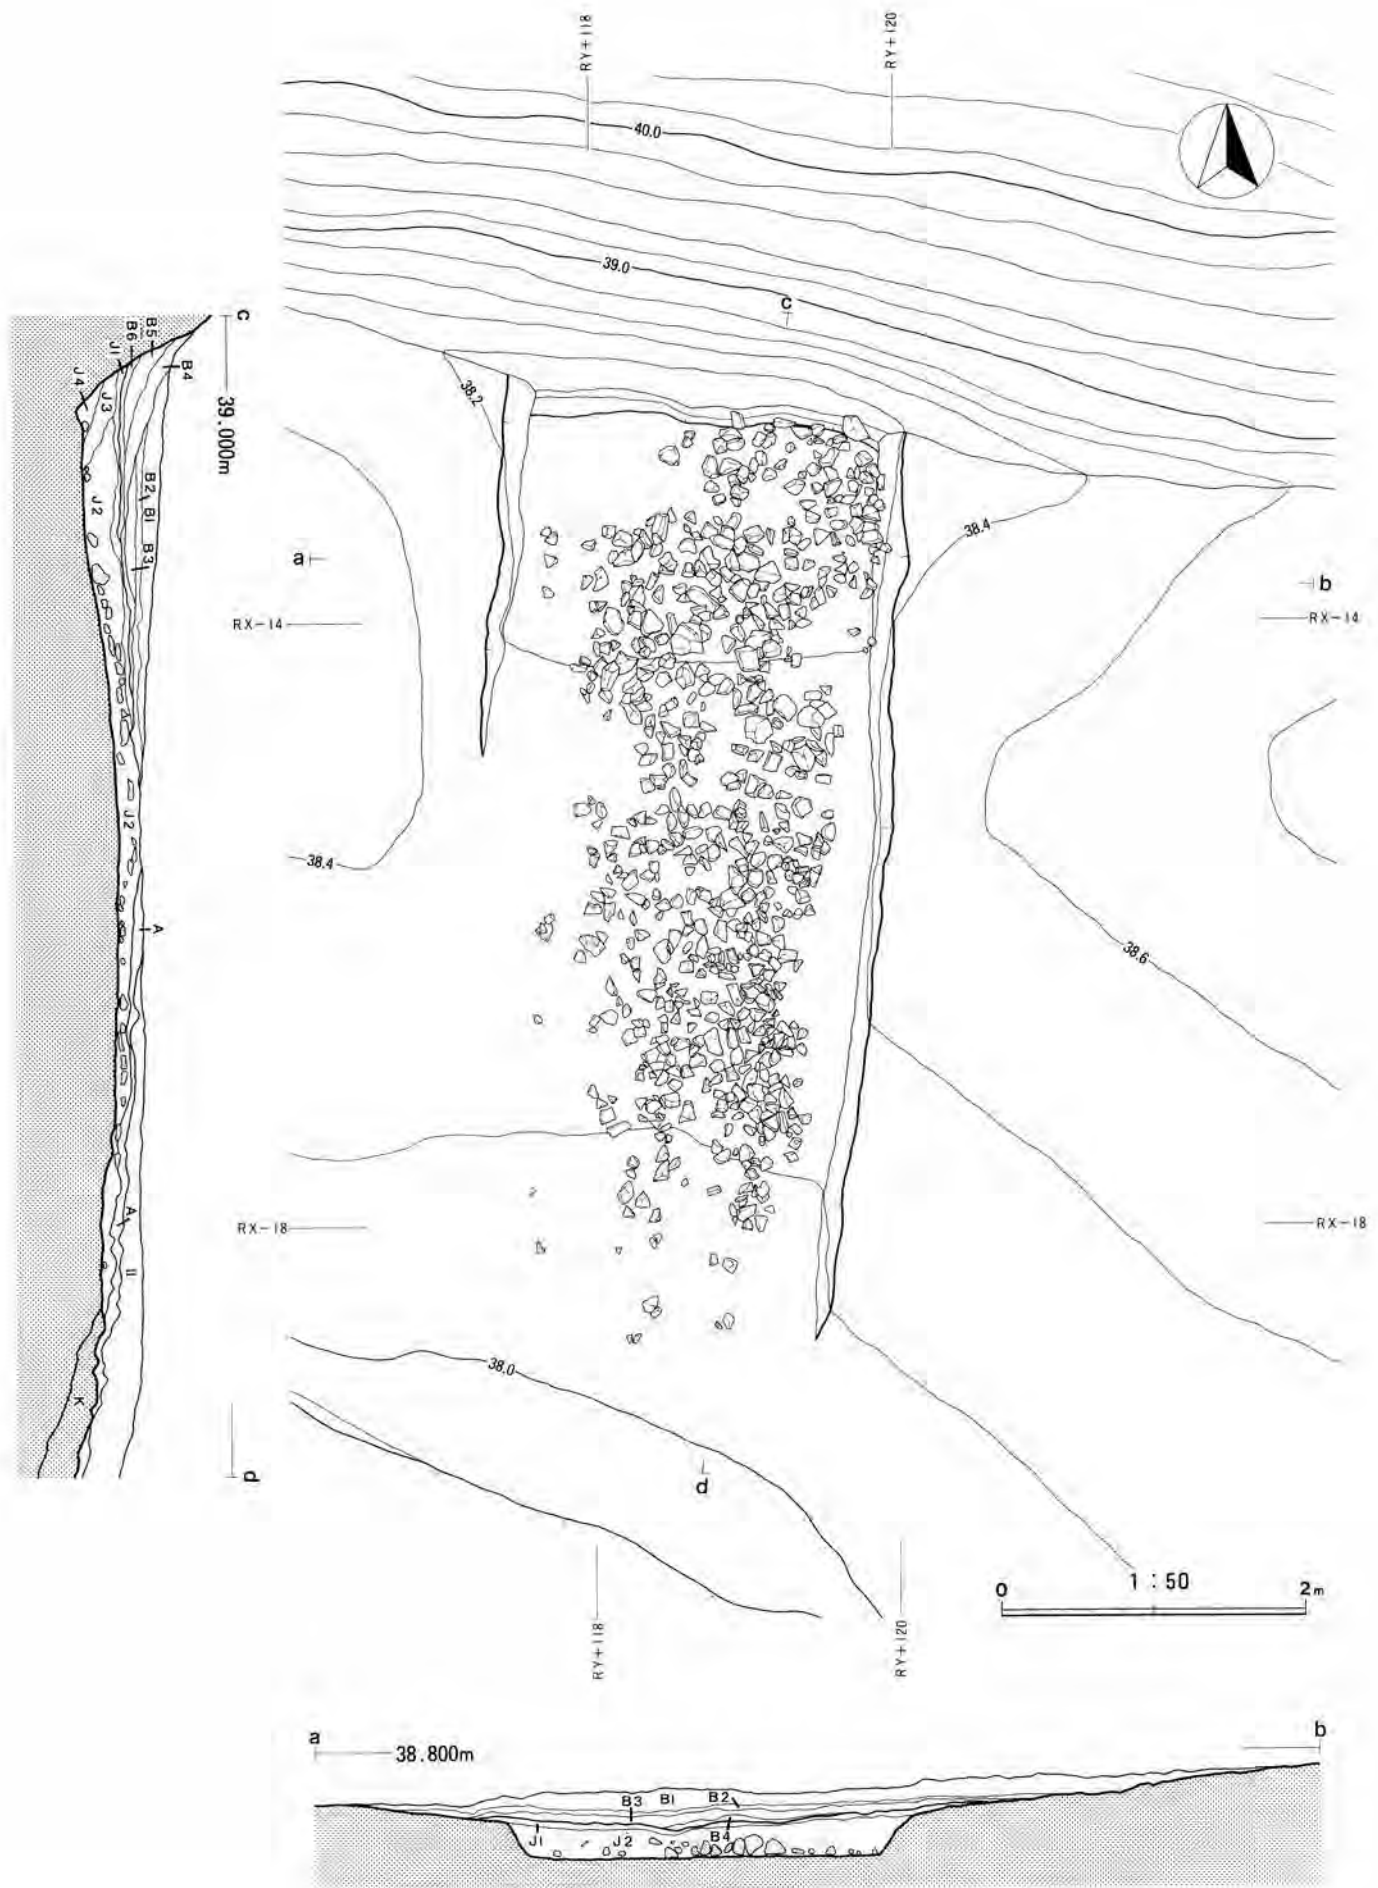 RY+118
RY+120
40.0
39.0
c
38.2
38.4
a
b
RX-14
RX-14
38.4
38.6
RX-18
RX-18
38.0
d
RY+118
RY+120
1 : 50
0
2m
c
39.000m
B5
B6
J1
J4
J3
B4
B2
B1
B3
J2
J2
A
A
II
K
d
a
38.800m
b
B3
B1
B2
J1
J2
B4